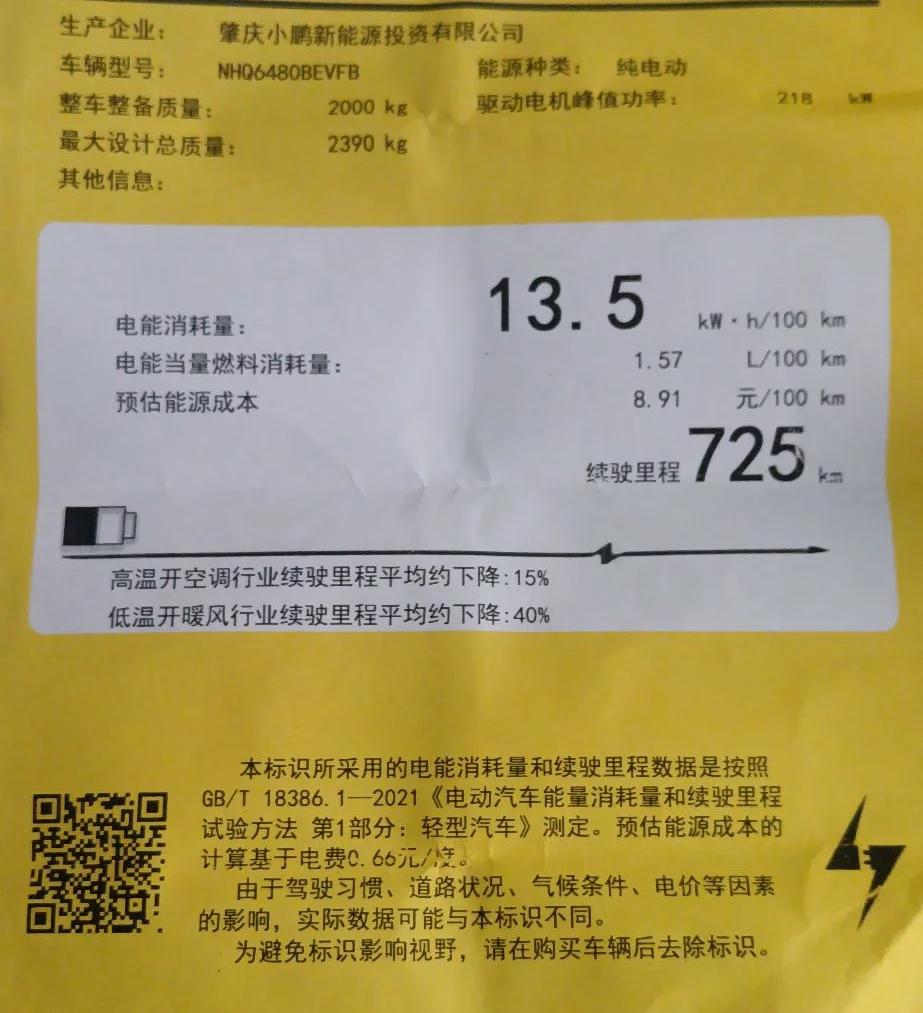 生产企业： 肇庆小鹏新能源投资有限公司
车辆型号： NHQ6480BEVFB 能源种类： 纯电动
整车整备质量： 2000 kg 驱动电机峰值功率： 218 kW
最大设计总质量： 2390 kg
其他信息：
电能消耗量： 13.5 kW·h/100 km
电能当量燃料消耗量： 1.57 L/100 km
预估能源成本 8.91 元/100 km
续驶里程 725 km
高温开空调行业续驶里程平均约下降:15%
低温开暖风行业续驶里程平均约下降:40%
本标识所采用的电能消耗量和续驶里程数据是按照
GB/T 18386.1—2021《电动汽车能量消耗量和续驶里程
试验方法 第1部分：轻型汽车》测定。预估能源成本的
计算基于电费0.66元/度。
由于驾驶习惯、道路状况、气候条件、电价等因素
的影响，实际数据可能与本标识不同。
为避免标识影响视野，请在购买车辆后去除标识。